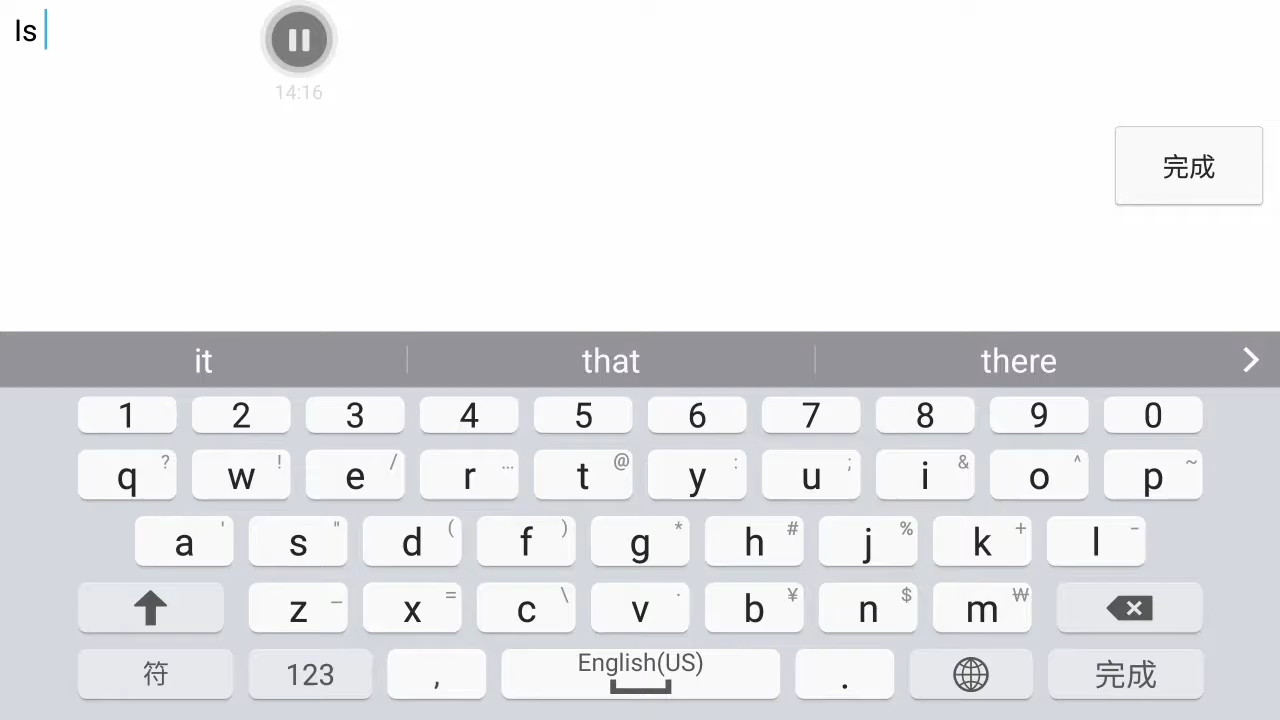 Is
14:16
完成
it that there
1 2 3 4 5 6 7 8 9 0
q ? w ! e / r ... t @ y : u ; i & o ^ p ~
a ' s " d ( f ) g * h # j % k + l -
z _ x = c \ v · b ¥ n $ m ₩
符 123 , English(US) . 完成